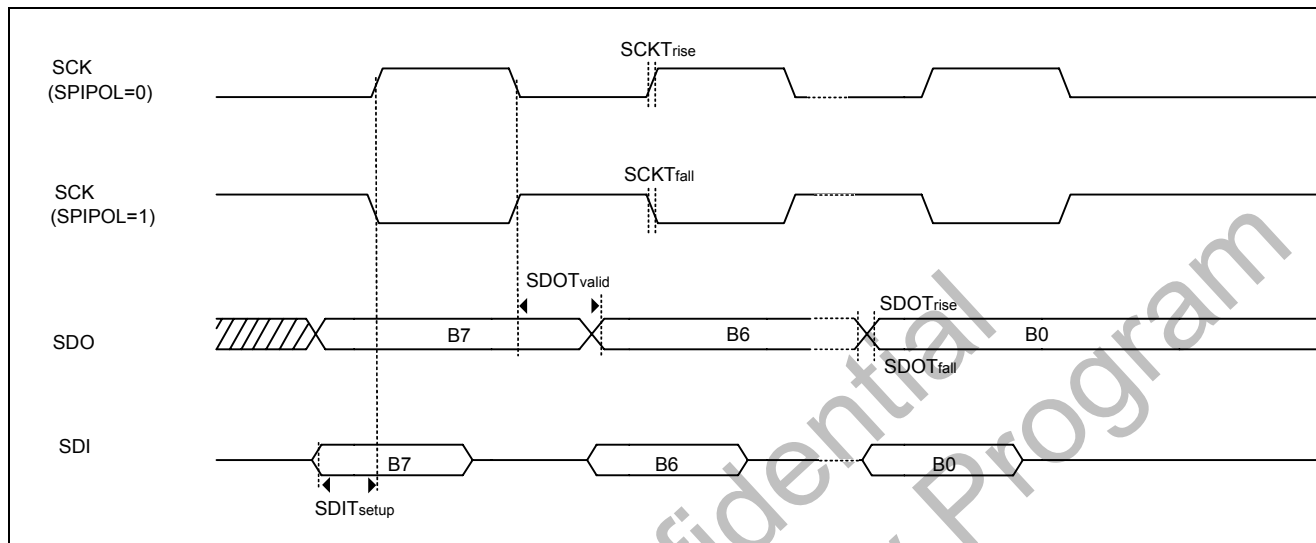 SCKTrise
SCK
(SPIPOL=0)
SCKTfall
SCK
(SPIPOL=1)
SDOTvalid
SDOTrise
SDO
B7
B6
B0
SDOTfall
SDI
B7
B6
B0
SDITsetup
Program